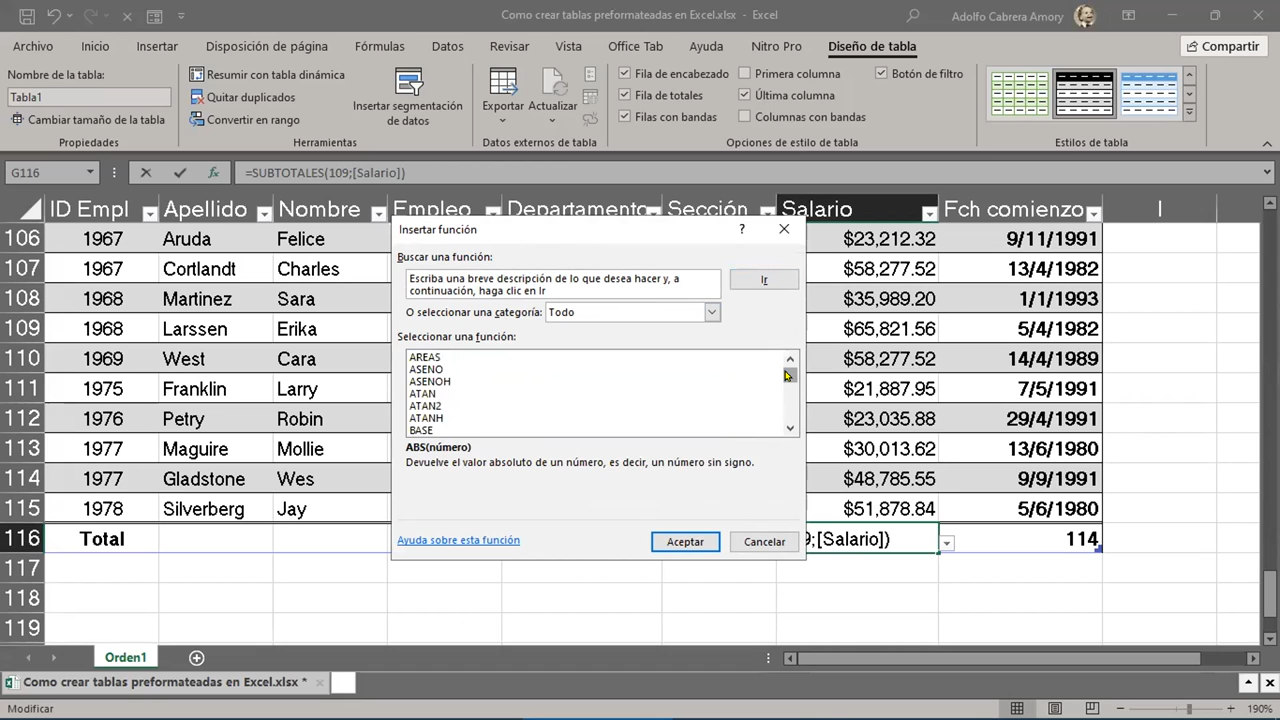 Como crear tablas preformateadas en Excel.xlsx - Excel
Adolfo Cabrera Amory
Archivo Inicio Insertar Disposición de página Fórmulas Datos Revisar Vista Office Tab Ayuda Nitro Pro Diseño de tabla Compartir
Nombre de la tabla:
Tabla1
Cambiar tamaño de la tabla
Propiedades
Resumir con tabla dinámica
Quitar duplicados
Convertir en rango
Insertar segmentación
de datos
Herramientas
Exportar Actualizar
Datos externos de tabla
Fila de encabezado Primera columna Botón de filtro
Fila de totales Última columna
Filas con bandas Columnas con bandas
Opciones de estilo de tabla
Estilos de tabla
G116 fx =SUBTOTALES(109;[Salario])
ID Empl Apellido Nombre Empleo Departamento Sección Salario Fch comienzo I
106 1967 Aruda Felice $23,212.32 9/11/1991
107 1967 Cortlandt Charles $58,277.52 13/4/1982
108 1968 Martinez Sara $35,989.20 1/1/1993
109 1968 Larssen Erika $65,821.56 5/4/1982
110 1969 West Cara $58,277.52 14/4/1989
111 1975 Franklin Larry $21,887.95 7/5/1991
112 1976 Petry Robin $23,035.88 29/4/1991
113 1977 Maguire Mollie $30,013.62 13/6/1980
114 1977 Gladstone Wes $48,785.55 9/9/1991
115 1978 Silverberg Jay $51,878.84 5/6/1980
116 Total 9;[Salario]) 114
117
118
119
Insertar función ?
Buscar una función:
Escriba una breve descripción de lo que desea hacer y, a
continuación, haga clic en Ir
Ir
O seleccionar una categoría: Todo
Seleccionar una función:
AREAS
ASENO
ASENOH
ATAN
ATAN2
ATANH
BASE
ABS(número)
Devuelve el valor absoluto de un número, es decir, un número sin signo.
Ayuda sobre esta función
Aceptar Cancelar
Orden1
Como crear tablas preformateadas en Excel.xlsx *
Modificar
190%